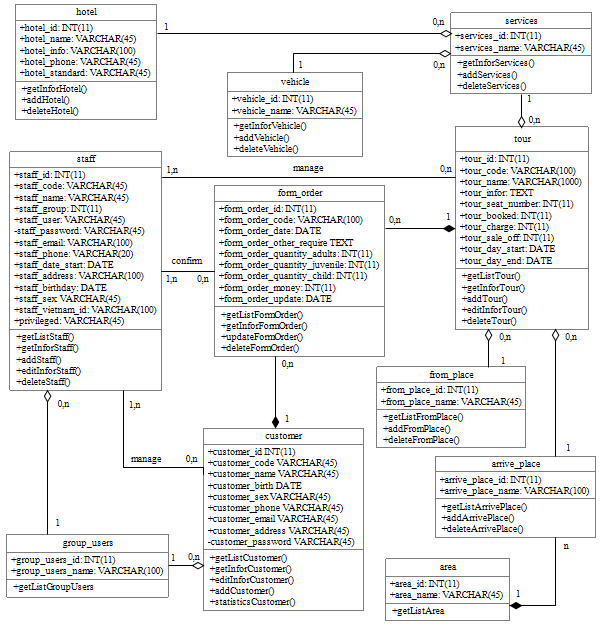 hotel
+hotel_id: INT(11)
+hotel_name: VARCHAR(45)
+hotel_info: VARCHAR(100)
+hotel_phone: VARCHAR(45)
+hotel_standard: VARCHAR(45)
+getInforHotel()
+addHotel()
+deleteHotel()
1
0,n
services
+services_id: INT(11)
+services_name: VARCHAR(45)
+getInforServices()
+addServices()
+deleteServices()
1
0,n
vehicle
+vehicle_id: INT(11)
+vehicle_name: VARCHAR(45)
+getInforVehicle()
+addVehicle()
+deleteVehicle()
1
0,n
staff
+staff_id: INT(11)
+staff_code: VARCHAR(45)
+staff_name: VARCHAR(45)
+staff_group: INT(11)
+staff_user: VARCHAR(45)
-staff_password: VARCHAR(45)
+staff_email: VARCHAR(100)
+staff_phone: VARCHAR(20)
+staff_date_start: DATE
+staff_address: VARCHAR(100)
+staff_birthday: DATE
+staff_sex: VARCHAR(45)
+staff_vietnam_id: VARCHAR(100)
+privileged: VARCHAR(45)
+getListStaff()
+getInforStaff()
+addStaff()
+editInforStaff()
+deleteStaff()
1,n
manage
0,n
tour
+tour_id: INT(11)
+tour_code: VARCHAR(100)
+tour_name: VARCHAR(1000)
+tour_infor: TEXT
+tour_seat_number: INT(11)
+tour_booked: INT(11)
+tour_charge: INT(11)
+tour_sale_off: INT(11)
+tour_day_start: DATE
+tour_day_end: DATE
+getListTour()
+getInforTour()
+addTour()
+editInforTour()
+deleteTour()
form_order
+form_order_id: INT(11)
+form_order_code: VARCHAR(100)
+form_order_date: DATE
+form_order_other_require TEXT
+form_order_quantity_adults: INT(11)
+form_order_quantity_juvenile: INT(11)
+form_order_quantity_child: INT(11)
+form_order_money: INT(11)
+form_order_update: DATE
+getListFormOrder()
+getInforFormOrder()
+updateFormOrder()
+deleteFormOrder()
0,n
1
confirm
1,n
0,n
0,n
1
0,n
1
from_place
+from_place_id: INT(11)
+from_place_name: VARCHAR(45)
+getListFromPlace()
+addFromPlace()
+deleteFromPlace()
0,n
1
0,n
1
1,n
manage
0,n
customer
+customer_id INT(11)
+customer_code VARCHAR(45)
+customer_name VARCHAR(45)
+customer_birth DATE
+customer_sex VARCHAR(45)
+customer_phone VARCHAR(45)
+customer_email VARCHAR(45)
+customer_address VARCHAR(45)
-customer_password VARCHAR(45)
+getListCustomer()
+getInforCustomer()
+editInforCustomer()
+addCustomer()
+statisticsCustomer()
arrive_place
+arrive_place_id: INT(11)
+arrive_place_name: VARCHAR(100)
+getListArrivePlace()
+addArrivePlace()
+deleteArrivePlace()
n
1
group_users
+group_users_id: INT(11)
+group_users_name: VARCHAR(100)
+getListGroupUsers
1
0,n
area
+area_id: INT(11)
+area_name: VARCHAR(45)
+getListArea